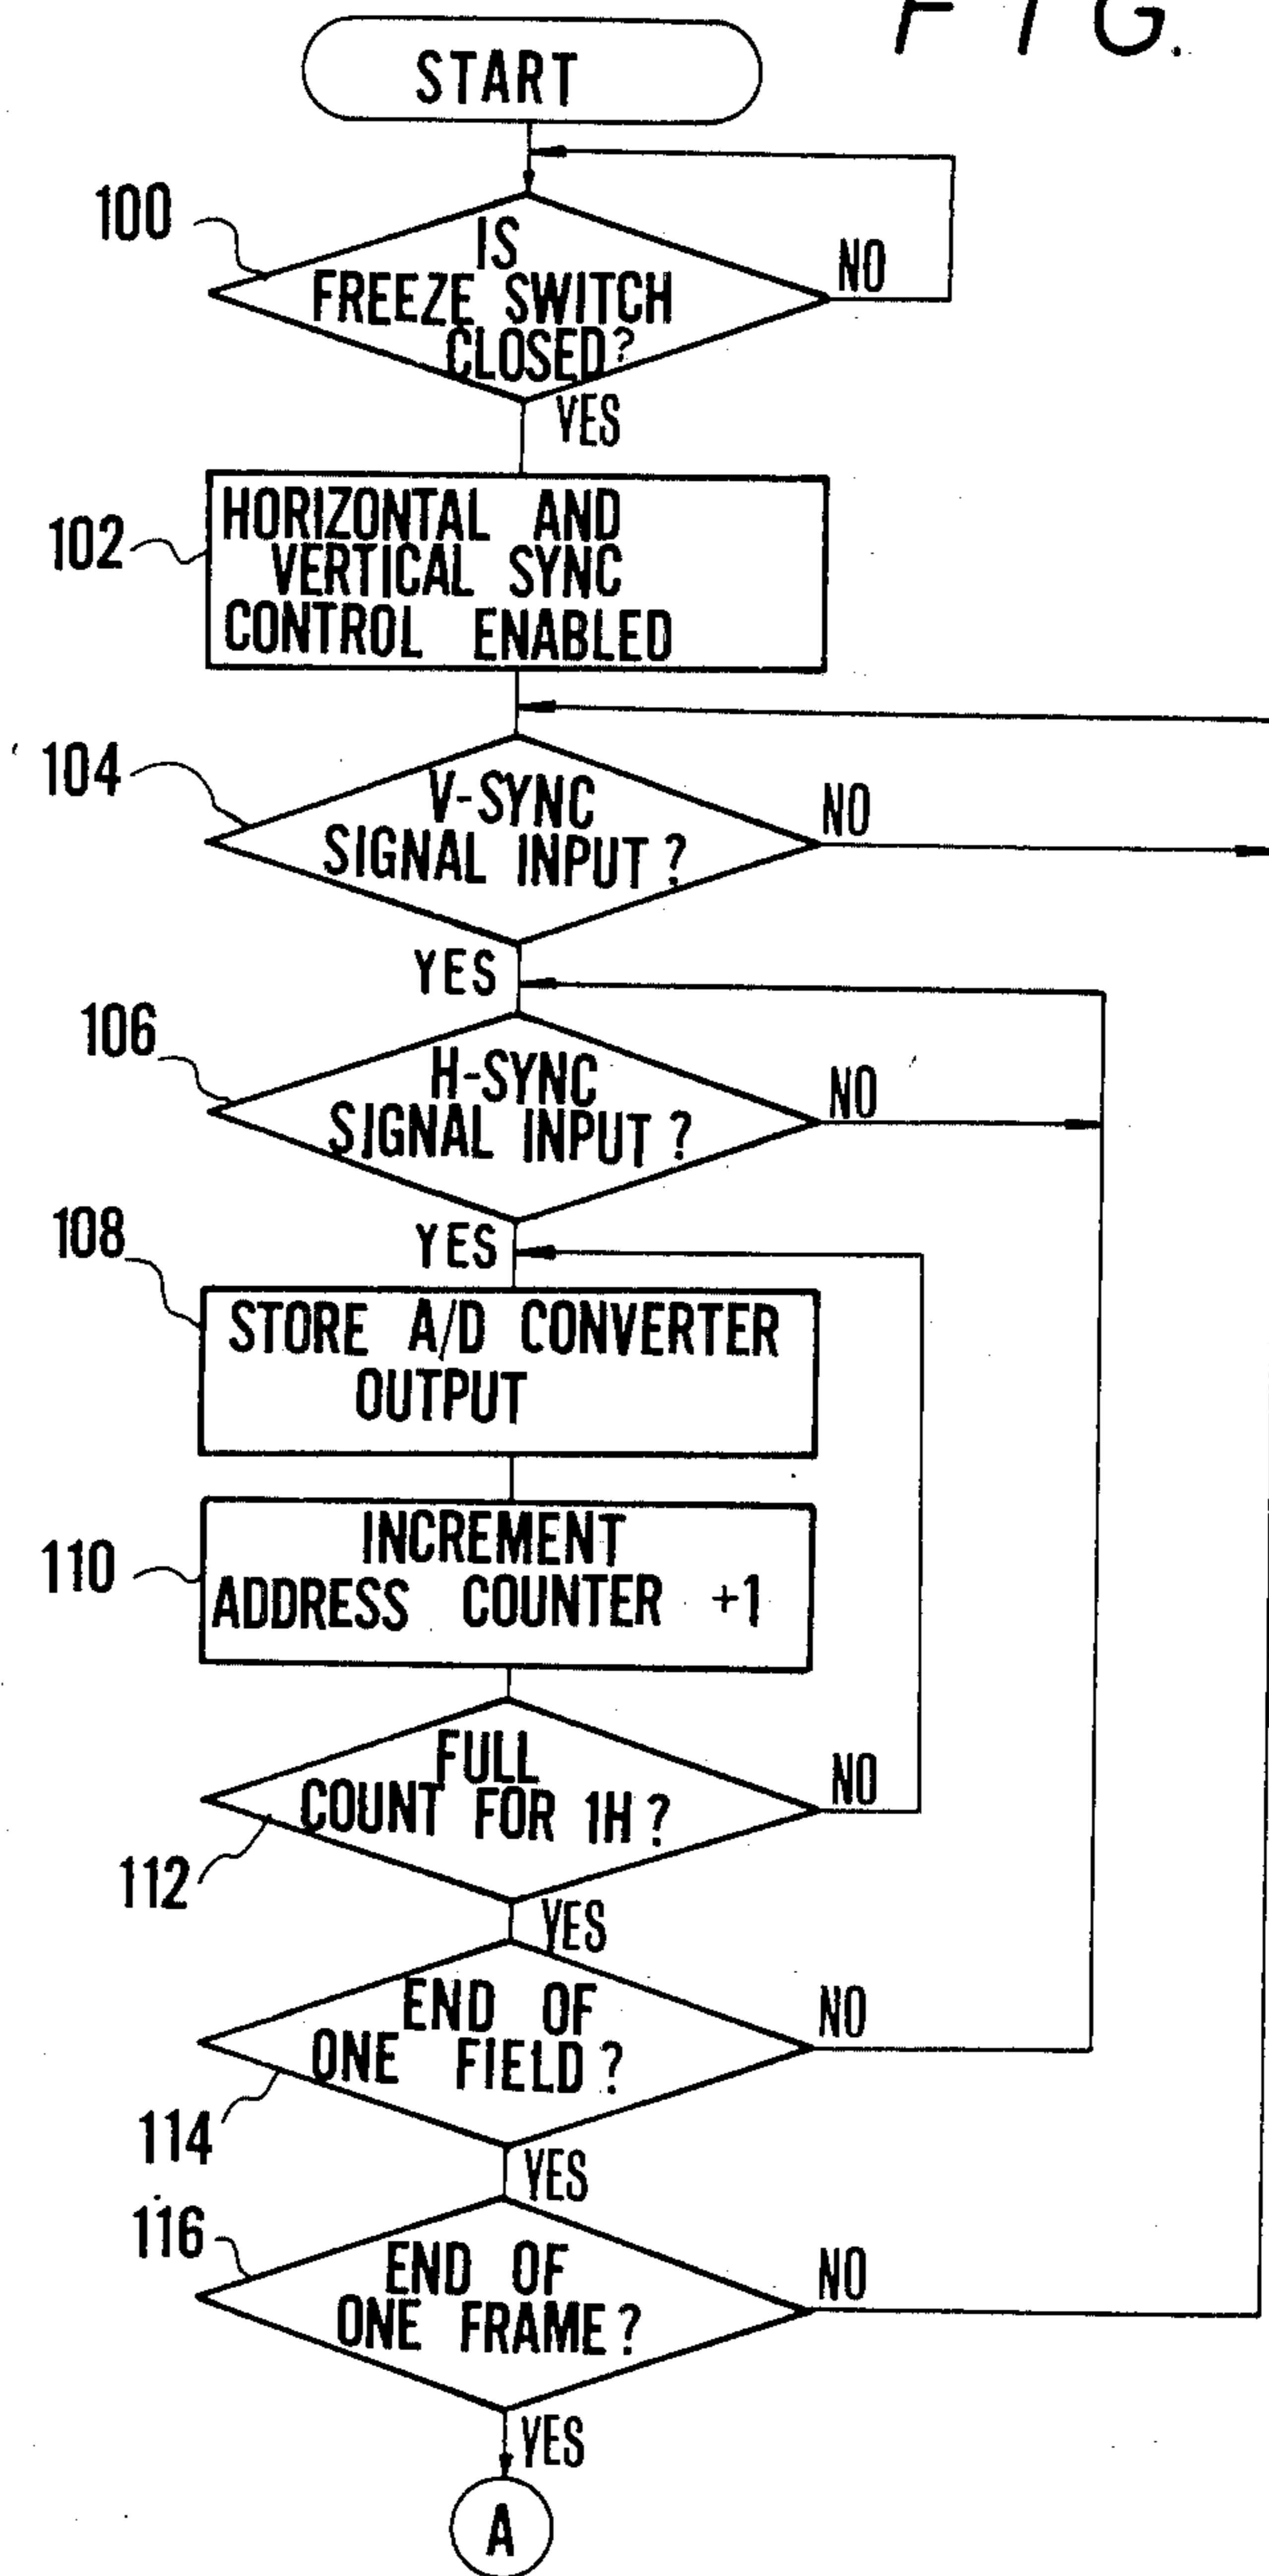 FIG.
START
100
IS
FREEZE SWITCH
CLOSED?
NO
YES
102
HORIZONTAL AND
VERTICAL SYNC
CONTROL ENABLED
104
V-SYNC
SIGNAL INPUT?
NO
YES
106
H-SYNC
SIGNAL INPUT?
NO
YES
108
STORE A/D CONVERTER
OUTPUT
110
INCREMENT
ADDRESS COUNTER +1
112
FULL
COUNT FOR 1H?
NO
YES
114
END OF
ONE FIELD?
NO
YES
116
END OF
ONE FRAME?
NO
YES
A